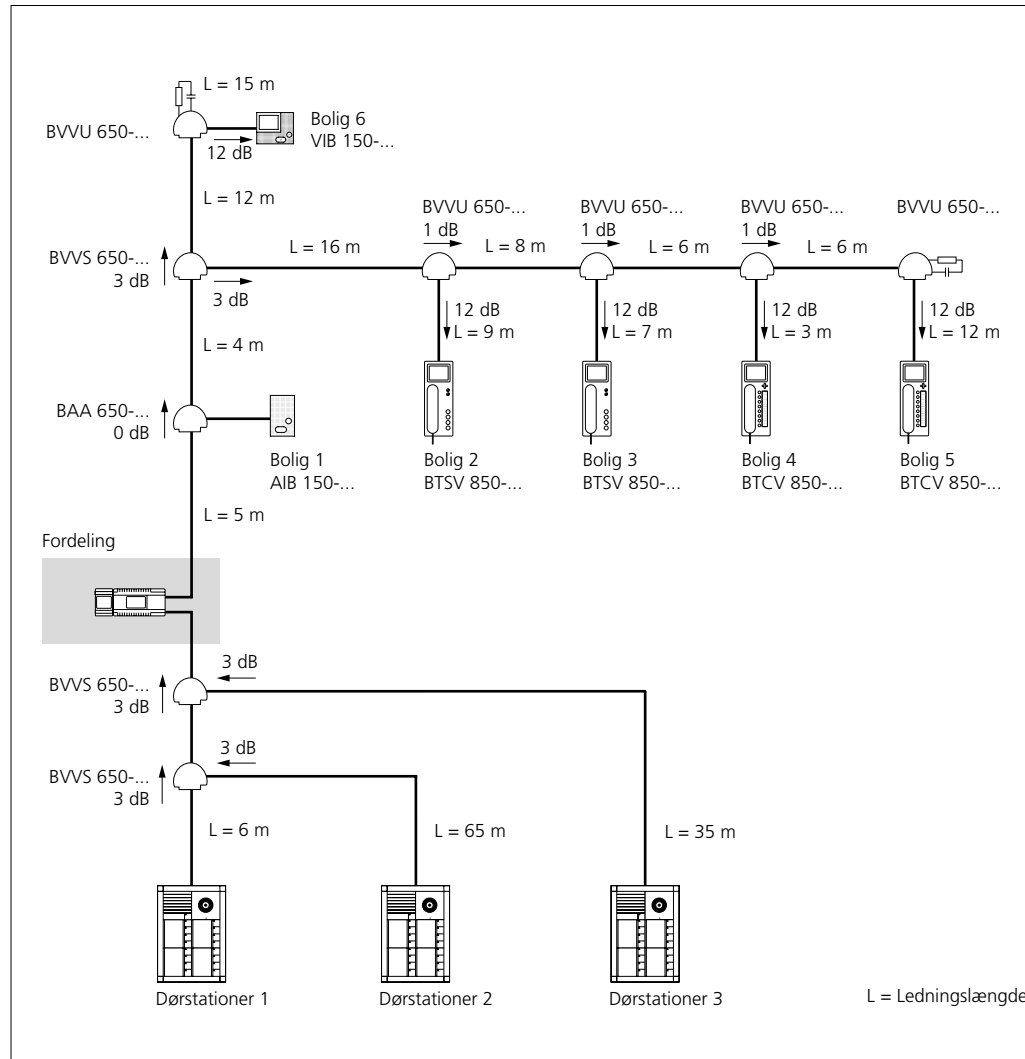 L = 15 m
BVVU 650-...
Bolig 6
VIB 150-...
12 dB
L = 12 m
BVVU 650-...
1 dB
BVVU 650-...
1 dB
BVVU 650-...
1 dB
BVVU 650-...
BVVS 650-...
3 dB
L = 16 m
L = 8 m
L = 6 m
L = 6 m
3 dB
12 dB
L = 9 m
12 dB
L = 7 m
12 dB
L = 3 m
12 dB
L = 12 m
L = 4 m
BAA 650-...
0 dB
Bolig 1
AIB 150-...
Bolig 2
BTSV 850-...
Bolig 3
BTSV 850-...
Bolig 4
BTCV 850-...
Bolig 5
BTCV 850-...
L = 5 m
Fordeling
3 dB
BVVS 650-...
3 dB
3 dB
BVVS 650-...
3 dB
L = 6 m
L = 65 m
L = 35 m
Dørstationer 1
Dørstationer 2
Dørstationer 3
L = Ledningslængde